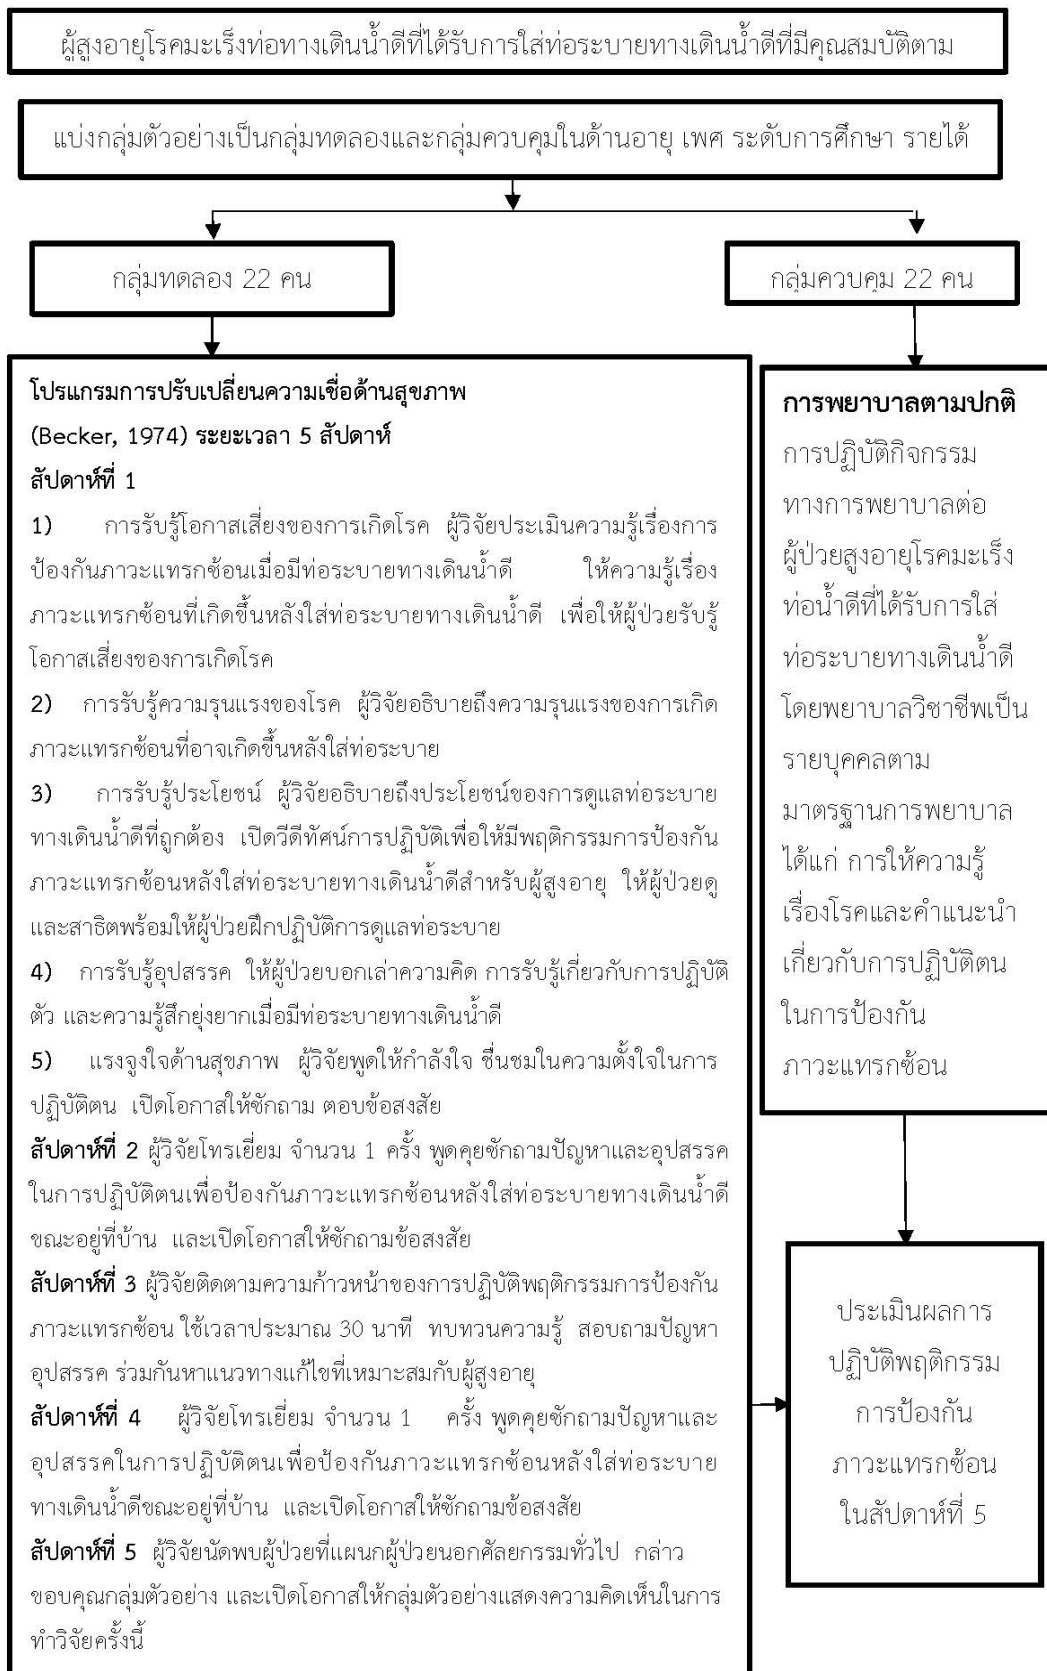 ผู้สูงอายุโรคมะเร็งท่อทางเดินน้ำดีที่ได้รับการใส่ท่อระบายทางเดินน้ำดีที่มีคุณสมบัติตาม
แบ่งกลุ่มตัวอย่างเป็นกลุ่มทดลองและกลุ่มควบคุมในด้านอายุ เพศ ระดับการศึกษา รายได้
กลุ่มทดลอง 22 คน
กลุ่มควบคุม 22 คน
โปรแกรมการปรับเปลี่ยนความเชื่อด้านสุขภาพ
(Becker, 1974) ระยะเวลา 5 สัปดาห์
สัปดาห์ที่ 1
1) การรับรู้โอกาสเสี่ยงของการเกิดโรค ผู้วิจัยประเมินความรู้เรื่องการ
ป้องกันภาวะแทรกซ้อนเมื่อมีท่อระบายทางเดินน้ำดี ให้ความรู้เรื่อง
ภาวะแทรกซ้อนที่เกิดขึ้นหลังใส่ท่อระบายทางเดินน้ำดี เพื่อให้ผู้ป่วยรับรู้
โอกาสเสี่ยงของการเกิดโรค
2) การรับรู้ความรุนแรงของโรค ผู้วิจัยอธิบายถึงความรุนแรงของการเกิด
ภาวะแทรกซ้อนที่อาจเกิดขึ้นหลังใส่ท่อระบาย
3) การรับรู้ประโยชน์ ผู้วิจัยอธิบายถึงประโยชน์ของการดูแลท่อระบาย
ทางเดินน้ำดีที่ถูกต้อง เปิดวีดีทัศน์การปฏิบัติเพื่อให้มีพฤติกรรมการป้องกัน
ภาวะแทรกซ้อนหลังใส่ท่อระบายทางเดินน้ำดีสำหรับผู้สูงอายุ ให้ผู้ป่วยดู
และสาธิตพร้อมให้ผู้ป่วยฝึกปฏิบัติการดูแลท่อระบาย
4) การรับรู้อุปสรรค ให้ผู้ป่วยบอกเล่าความคิด การรับรู้เกี่ยวกับการปฏิบัติ
ตัว และความรู้สึกยุ่งยากเมื่อมีท่อระบายทางเดินน้ำดี
5) แรงจูงใจด้านสุขภาพ ผู้วิจัยพูดให้กำลังใจ ชื่นชมในความตั้งใจในการ
ปฏิบัติตน เปิดโอกาสให้ซักถาม ตอบข้อสงสัย
สัปดาห์ที่ 2 ผู้วิจัยโทรเยี่ยม จำนวน 1 ครั้ง พูดคุยซักถามปัญหาและอุปสรรค
ในการปฏิบัติตนเพื่อป้องกันภาวะแทรกซ้อนหลังใส่ท่อระบายทางเดินน้ำดี
ขณะอยู่ที่บ้าน และเปิดโอกาสให้ซักถามข้อสงสัย
สัปดาห์ที่ 3 ผู้วิจัยติดตามความก้าวหน้าของการปฏิบัติพฤติกรรมการป้องกัน
ภาวะแทรกซ้อน ใช้เวลาประมาณ 30 นาที ทบทวนความรู้ สอบถามปัญหา
อุปสรรค ร่วมกันหาแนวทางแก้ไขที่เหมาะสมกับผู้สูงอายุ
สัปดาห์ที่ 4 ผู้วิจัยโทรเยี่ยม จำนวน 1 ครั้ง พูดคุยซักถามปัญหาและ
อุปสรรคในการปฏิบัติตนเพื่อป้องกันภาวะแทรกซ้อนหลังใส่ท่อระบาย
ทางเดินน้ำดีขณะอยู่ที่บ้าน และเปิดโอกาสให้ซักถามข้อสงสัย
สัปดาห์ที่ 5 ผู้วิจัยนัดพบผู้ป่วยที่แผนกผู้ป่วยนอกศัลยกรรมทั่วไป กล่าว
ขอบคุณกลุ่มตัวอย่าง และเปิดโอกาสให้กลุ่มตัวอย่างแสดงความคิดเห็นในการ
ทำวิจัยครั้งนี้
การพยาบาลตามปกติ
การปฏิบัติกิจกรรม
ทางการพยาบาลต่อ
ผู้ป่วยสูงอายุโรคมะเร็ง
ท่อน้ำดีที่ได้รับการใส่
ท่อระบายทางเดินน้ำดี
โดยพยาบาลวิชาชีพเป็น
รายบุคคลตาม
มาตรฐานการพยาบาล
ได้แก่ การให้ความรู้
เรื่องโรคและคำแนะนำ
เกี่ยวกับการปฏิบัติตน
ในการป้องกัน
ภาวะแทรกซ้อน
ประเมินผลการ
ปฏิบัติพฤติกรรม
การป้องกัน
ภาวะแทรกซ้อน
ในสัปดาห์ที่ 5